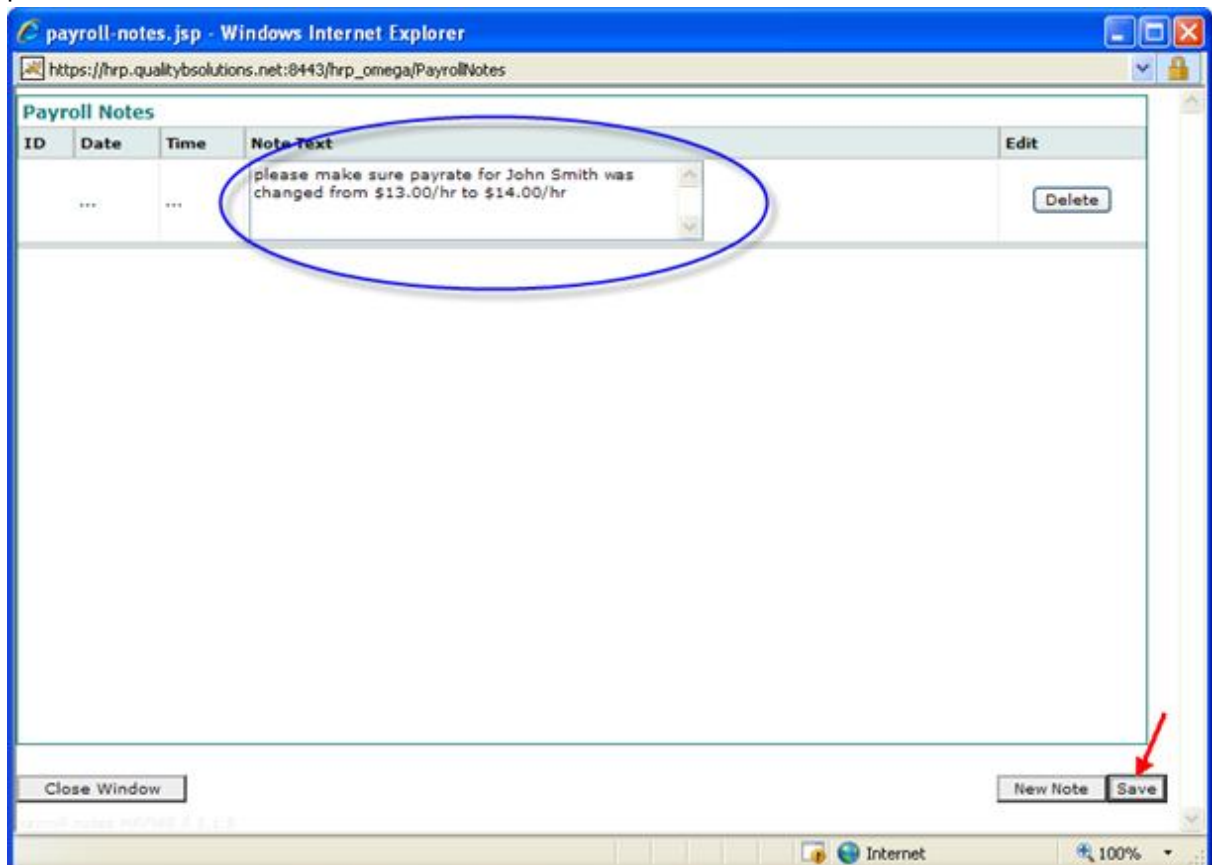 payroll-notes.jsp - Windows Internet Explorer
https://hrp.qualitybsolutions.net:8443/hrp_omega/PayrollNotes
Payroll Notes
ID Date Time Note Text Edit
please make sure payrate for John Smith was
changed from $13.00/hr to $14.00/hr
... ... Delete
Close Window New Note Save
Internet 100%